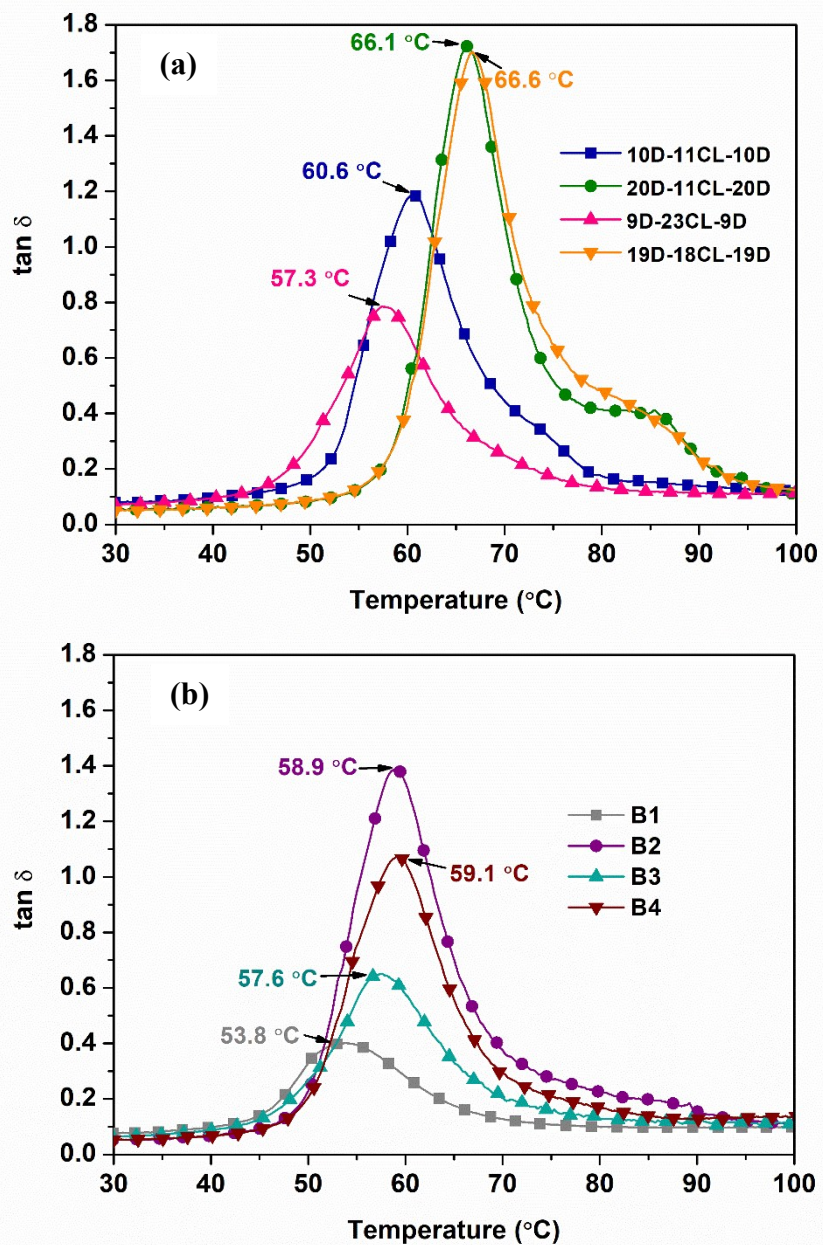 (a)
66.1 °C
66.6 °C
60.6 °C
57.3 °C
10D-11CL-10D
20D-11CL-20D
9D-23CL-9D
19D-18CL-19D
1.8
1.6
1.4
1.2
1.0
0.8
0.6
0.4
0.2
0.0
tan δ
30 40 50 60 70 80 90 100
Temperature (°C)
(b)
58.9 °C
59.1 °C
57.6 °C
53.8 °C
B1
B2
B3
B4
1.8
1.6
1.4
1.2
1.0
0.8
0.6
0.4
0.2
0.0
tan δ
30 40 50 60 70 80 90 100
Temperature (°C)